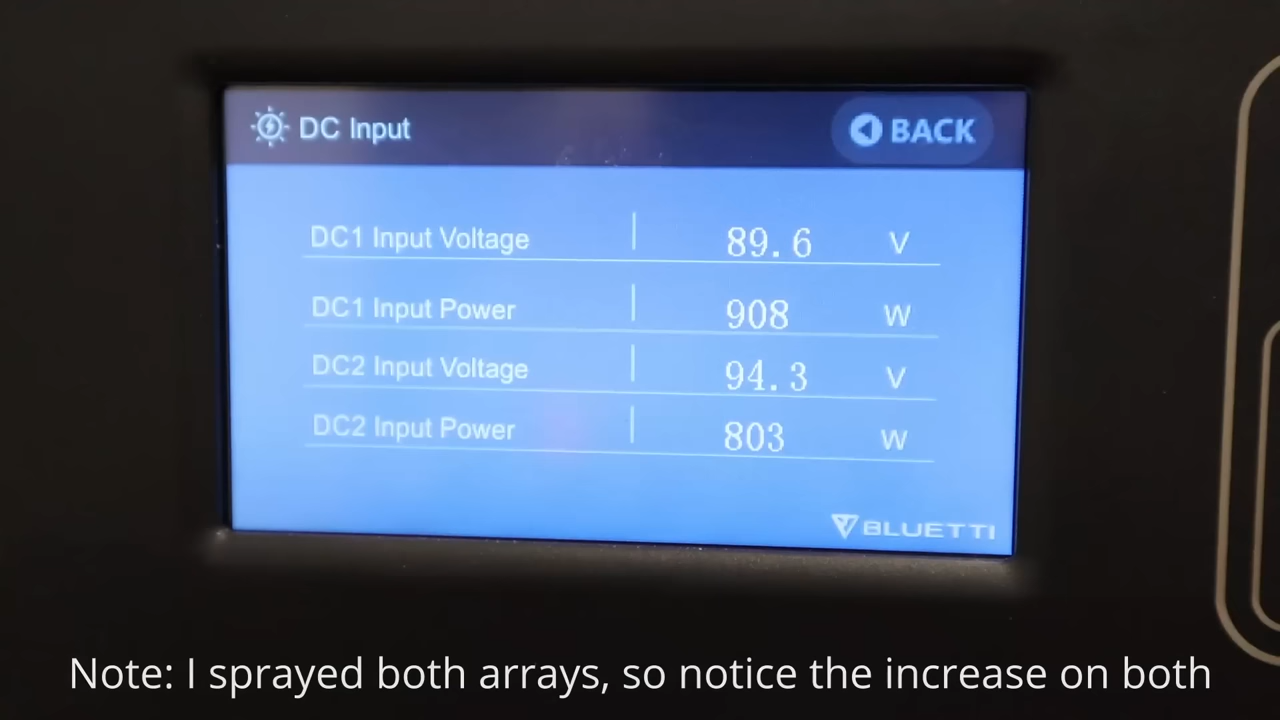 DC Input
BACK
DC1 Input Voltage | 89.6 V
DC1 Input Power | 908 W
DC2 Input Voltage | 94.3 V
DC2 Input Power | 803 W
BLUETTI
Note: I sprayed both arrays, so notice the increase on both